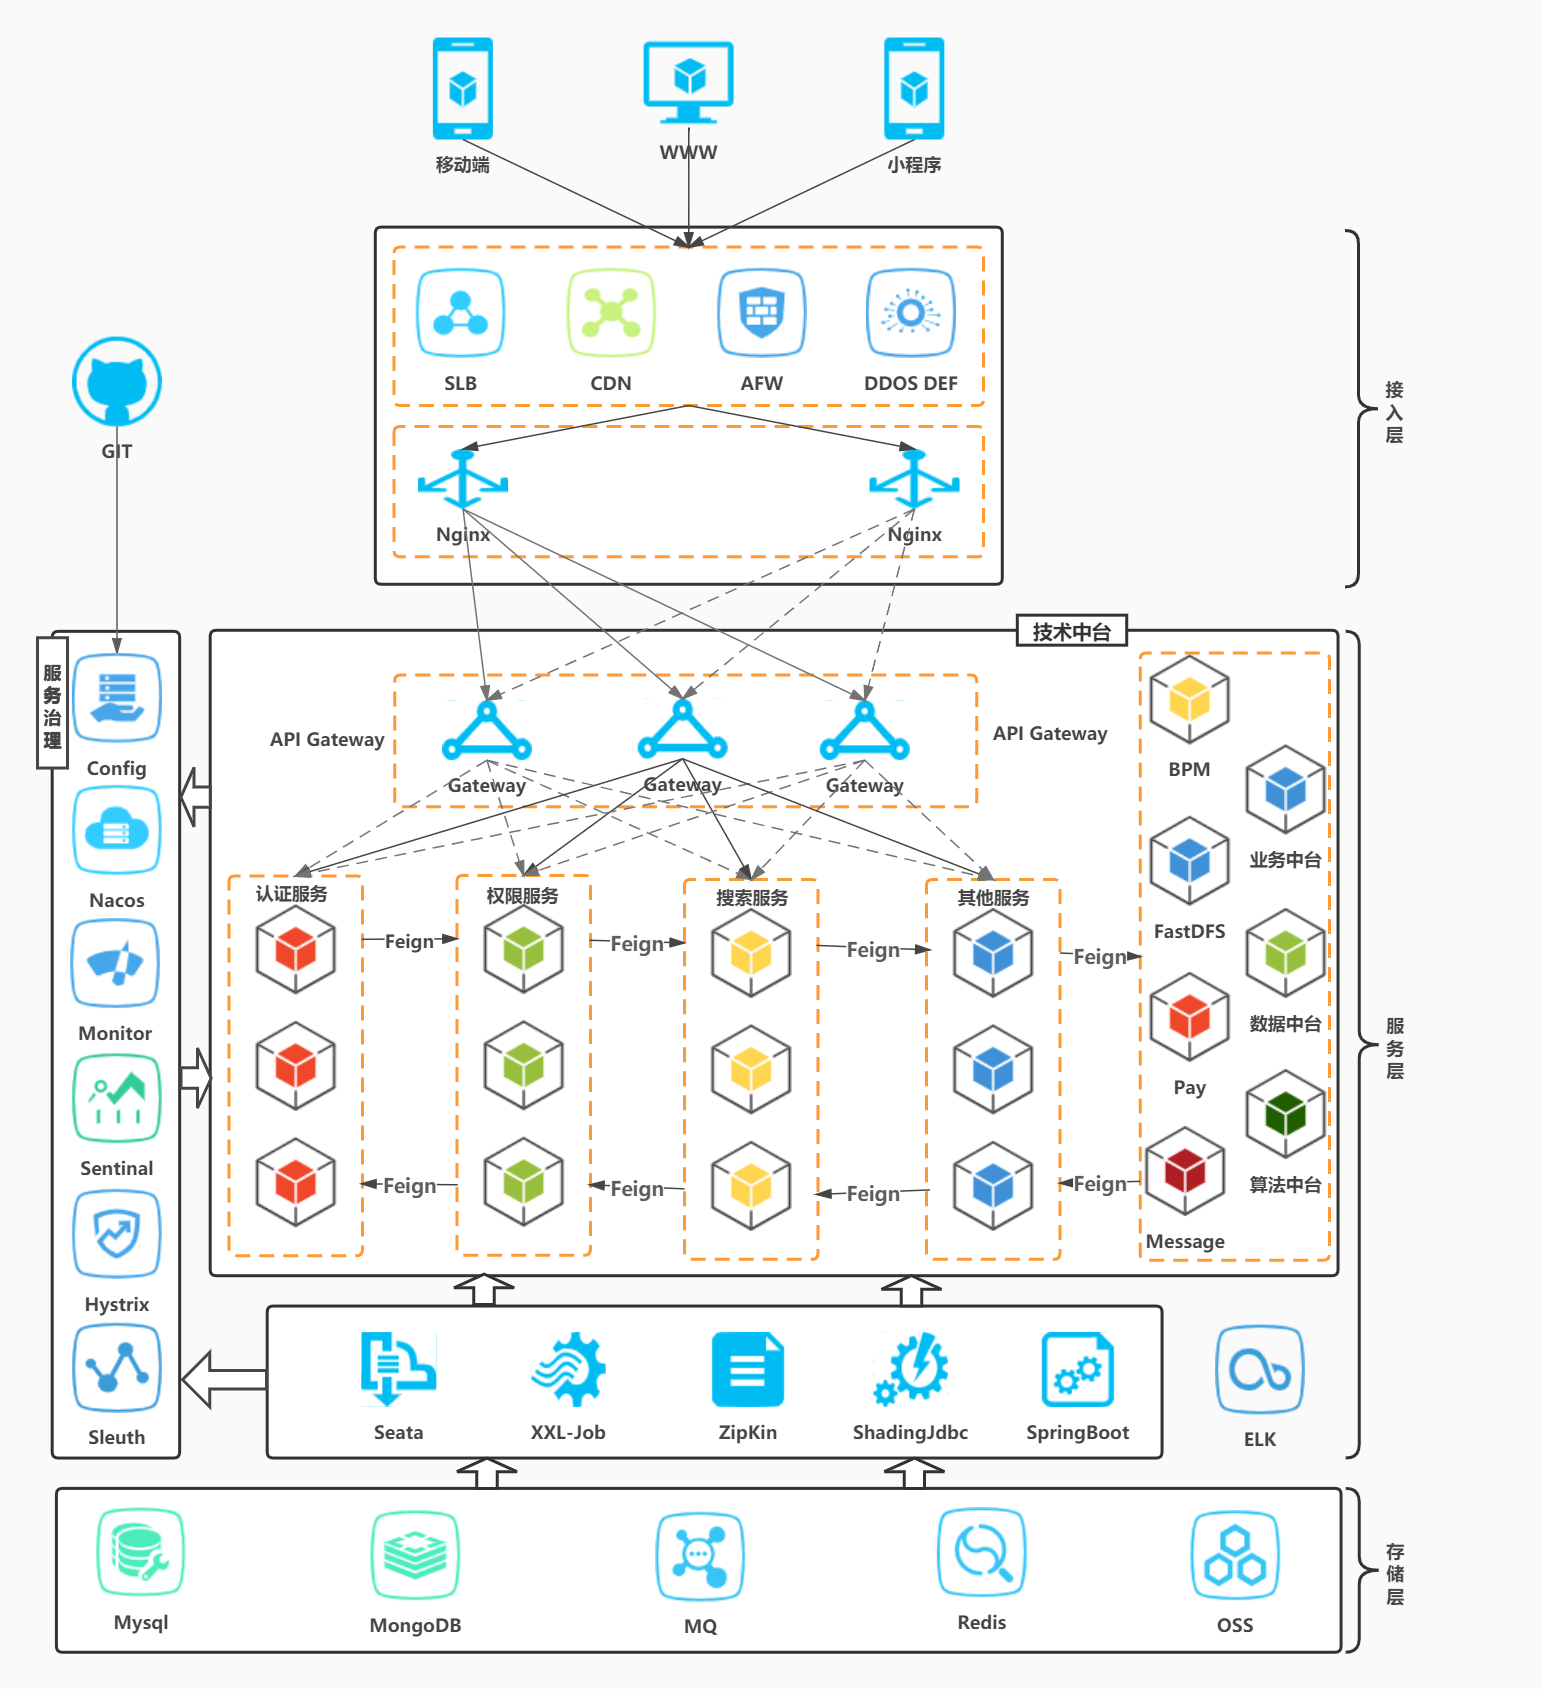 移动端
WWW
小程序
SLB
CDN
AFW
DDOS DEF
接入层
GIT
Nginx
Nginx
技术中台
服务治理
Config
Nacos
Monitor
Sentinal
Hystrix
Sleuth
API Gateway
API Gateway
Gateway
Gateway
Gateway
认证服务
权限服务
搜索服务
其他服务
Feign
Feign
Feign
Feign
Feign
Feign
Feign
Feign
BPM
业务中台
FastDFS
数据中台
Pay
算法中台
Message
服务层
Seata
XXL-Job
ZipKin
ShadingJdbc
SpringBoot
ELK
Mysql
MongoDB
MQ
Redis
OSS
存储层